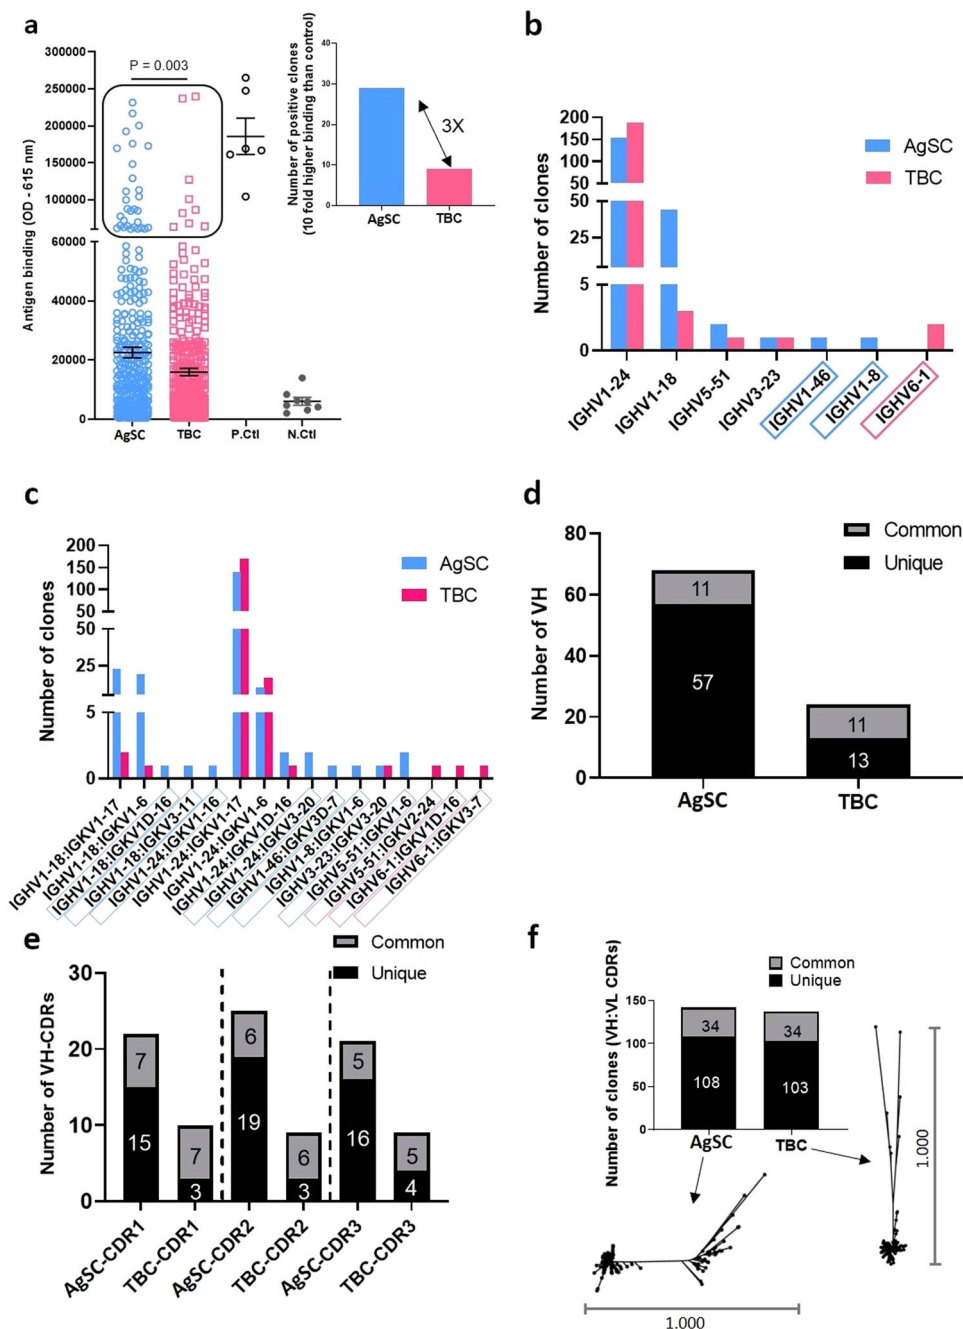 a
Antigen binding (OD - 615 nm)
300000
250000
200000
150000
100000
60000
40000
20000
0
P = 0.003
AgSC
TBC
P.Ctl
N.Ctl
Number of positive clones
(10 fold higher binding than control)
40
30
20
10
0
3X
AgSC
TBC
b
Number of clones
200
150
100
50
50
25
5
0
AgSC
TBC
IGHV1-24
IGHV1-18
IGHV5-51
IGHV3-23
IGHV1-46
IGHV1-8
IGHV6-1
c
Number of clones
200
150
100
50
50
25
5
0
AgSC
TBC
IGHV1-18:IGKV1-17
IGHV1-18:IGKV1-6
IGHV1-18:IGKV1D-16
IGHV1-18:IGKV3-11
IGHV1-24:IGKV1-16
IGHV1-24:IGKV1-17
IGHV1-24:IGKV1-6
IGHV1-24:IGKV1D-16
IGHV1-24:IGKV3-20
IGHV1-46:IGKV3D-7
IGHV1-8:IGKV1-6
IGHV3-23:IGKV3-20
IGHV5-51:IGKV1-6
IGHV5-51:IGKV2-24
IGHV6-1:IGKV1D-16
IGHV6-1:IGKV3-7
d
Number of VH
80
60
40
20
0
Common
Unique
11
57
11
13
AgSC
TBC
e
Number of VH-CDRs
30
20
10
0
Common
Unique
7
15
7
3
6
19
6
3
5
16
5
4
AgSC-CDR1
TBC-CDR1
AgSC-CDR2
TBC-CDR2
AgSC-CDR3
TBC-CDR3
f
Number of clones (VH:VL CDRs)
150
100
50
0
Common
Unique
34
108
34
103
AgSC
TBC
1.000
1.000